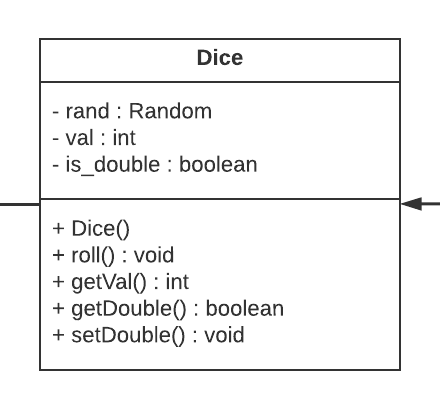 Dice
- rand : Random
- val : int
- is_double : boolean
+ Dice()
+ roll() : void
+ getVal() : int
+ getDouble() : boolean
+ setDouble() : void